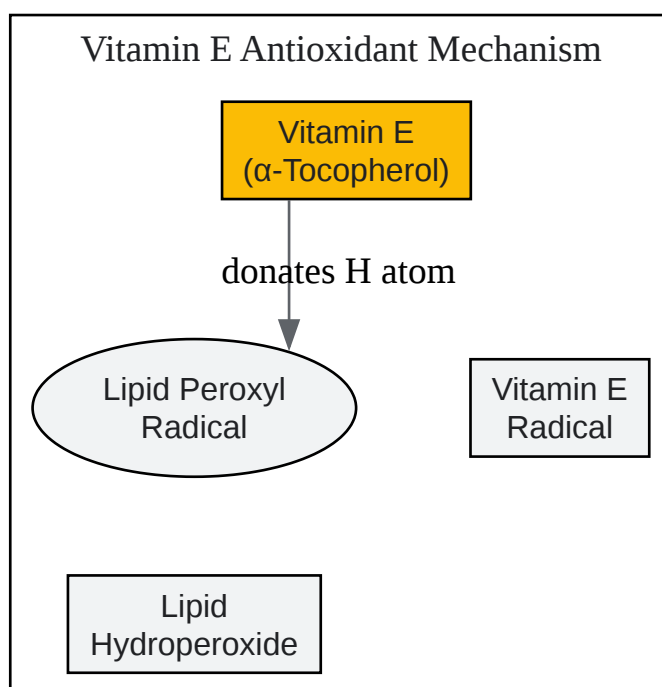 Vitamin E Antioxidant Mechanism
Vitamin E
(α-Tocopherol)
donates H atom
Lipid Peroxyl
Radical
Vitamin E
Radical
Lipid
Hydroperoxide